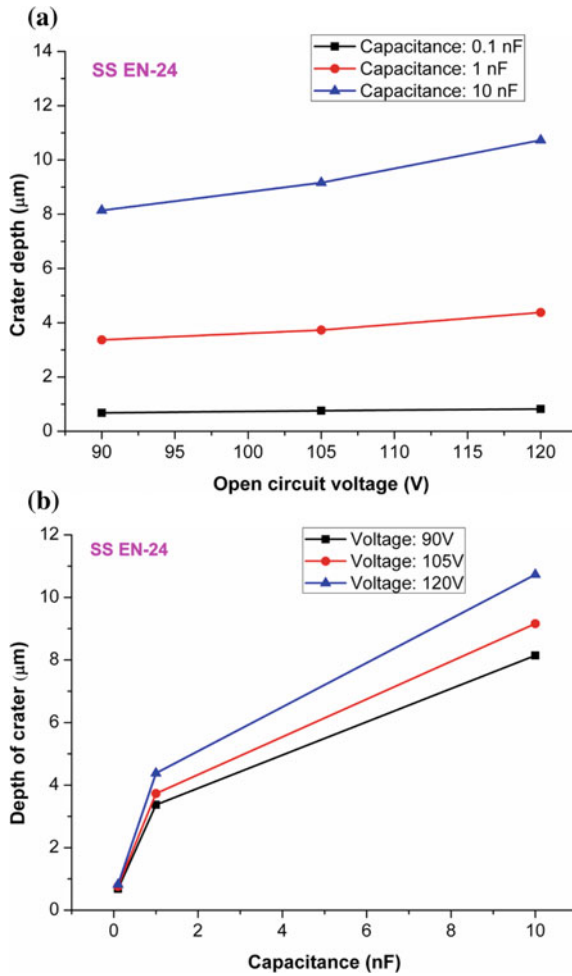 (a)
SS EN-24
Capacitance: 0.1 nF
Capacitance: 1 nF
Capacitance: 10 nF
Crater depth (μm)
14
12
10
8
6
4
2
0
90 95 100 105 110 115 120
Open circuit voltage (V)
(b)
SS EN-24
Voltage: 90V
Voltage: 105V
Voltage: 120V
Depth of crater (μm)
12
10
8
6
4
2
0
0 2 4 6 8 10
Capacitance (nF)